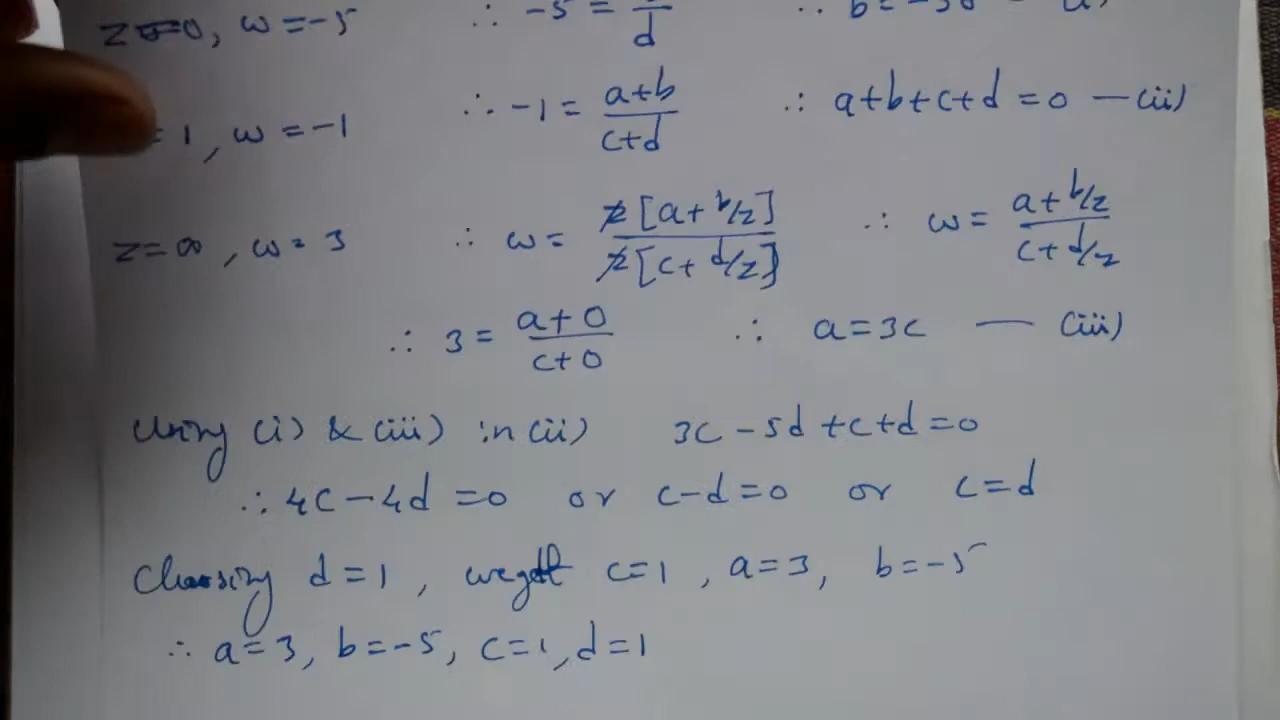 z=0, w=-5 ∴ -5 = b/d ∴ b=-5d
=1, w=-1 ∴ -1 = (a+b)/(c+d) ∴ a+b+c+d=0 — (ii)
z=∞, w=3 ∴ w = z[a+b/z]/z[c+d/z] ∴ w = (a+b/z)/(c+d/z)
∴ 3 = (a+0)/(c+0) ∴ a=3c — (iii)
Using (i) & (iii) in (ii) 3c-5d+c+d=0
∴ 4c-4d=0 or c-d=0 or c=d
Choosing d=1, we get c=1, a=3, b=-5
∴ a=3, b=-5, c=1, d=1